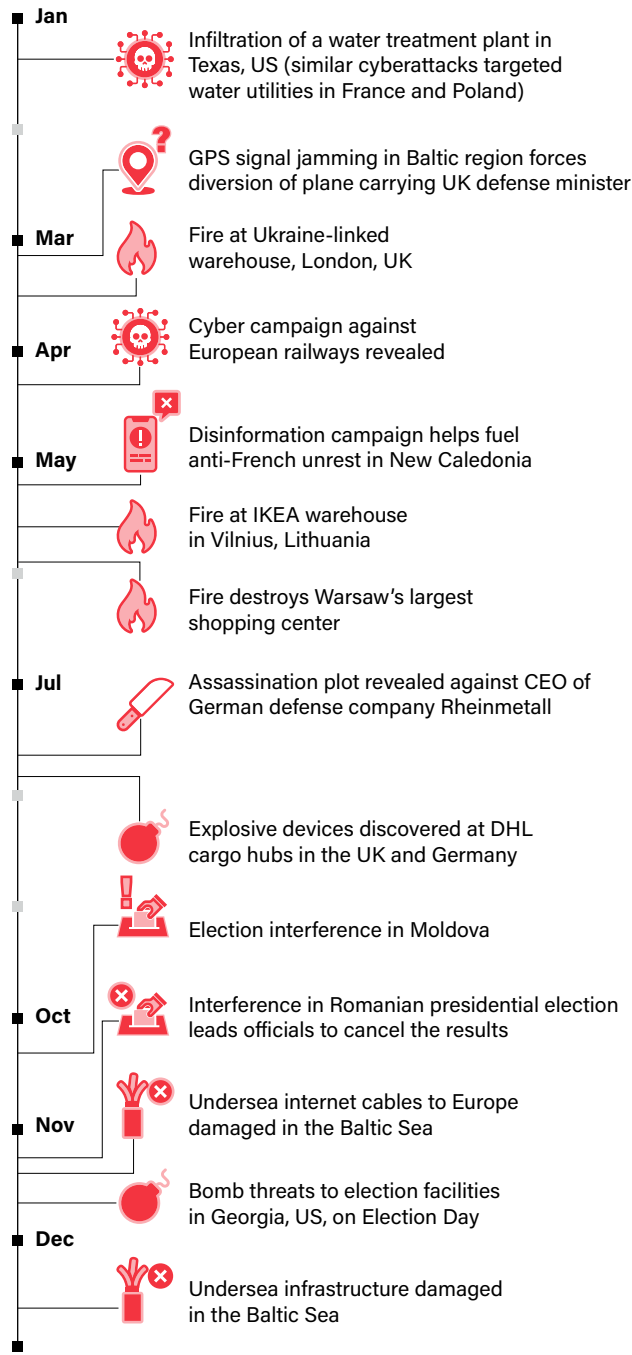 Jan
Infiltration of a water treatment plant in
Texas, US (similar cyberattacks targeted
water utilities in France and Poland)
?
GPS signal jamming in Baltic region forces
diversion of plane carrying UK defense minister
Mar
Fire at Ukraine-linked
warehouse, London, UK
Apr
Cyber campaign against
European railways revealed
May
Disinformation campaign helps fuel
anti-French unrest in New Caledonia
Fire at IKEA warehouse
in Vilnius, Lithuania
Fire destroys Warsaw’s largest
shopping center
Jul
Assassination plot revealed against CEO of
German defense company Rheinmetall
Explosive devices discovered at DHL
cargo hubs in the UK and Germany
!
Election interference in Moldova
Oct
Interference in Romanian presidential election
leads officials to cancel the results
Nov
Undersea internet cables to Europe
damaged in the Baltic Sea
Bomb threats to election facilities
in Georgia, US, on Election Day
Dec
Undersea infrastructure damaged
in the Baltic Sea